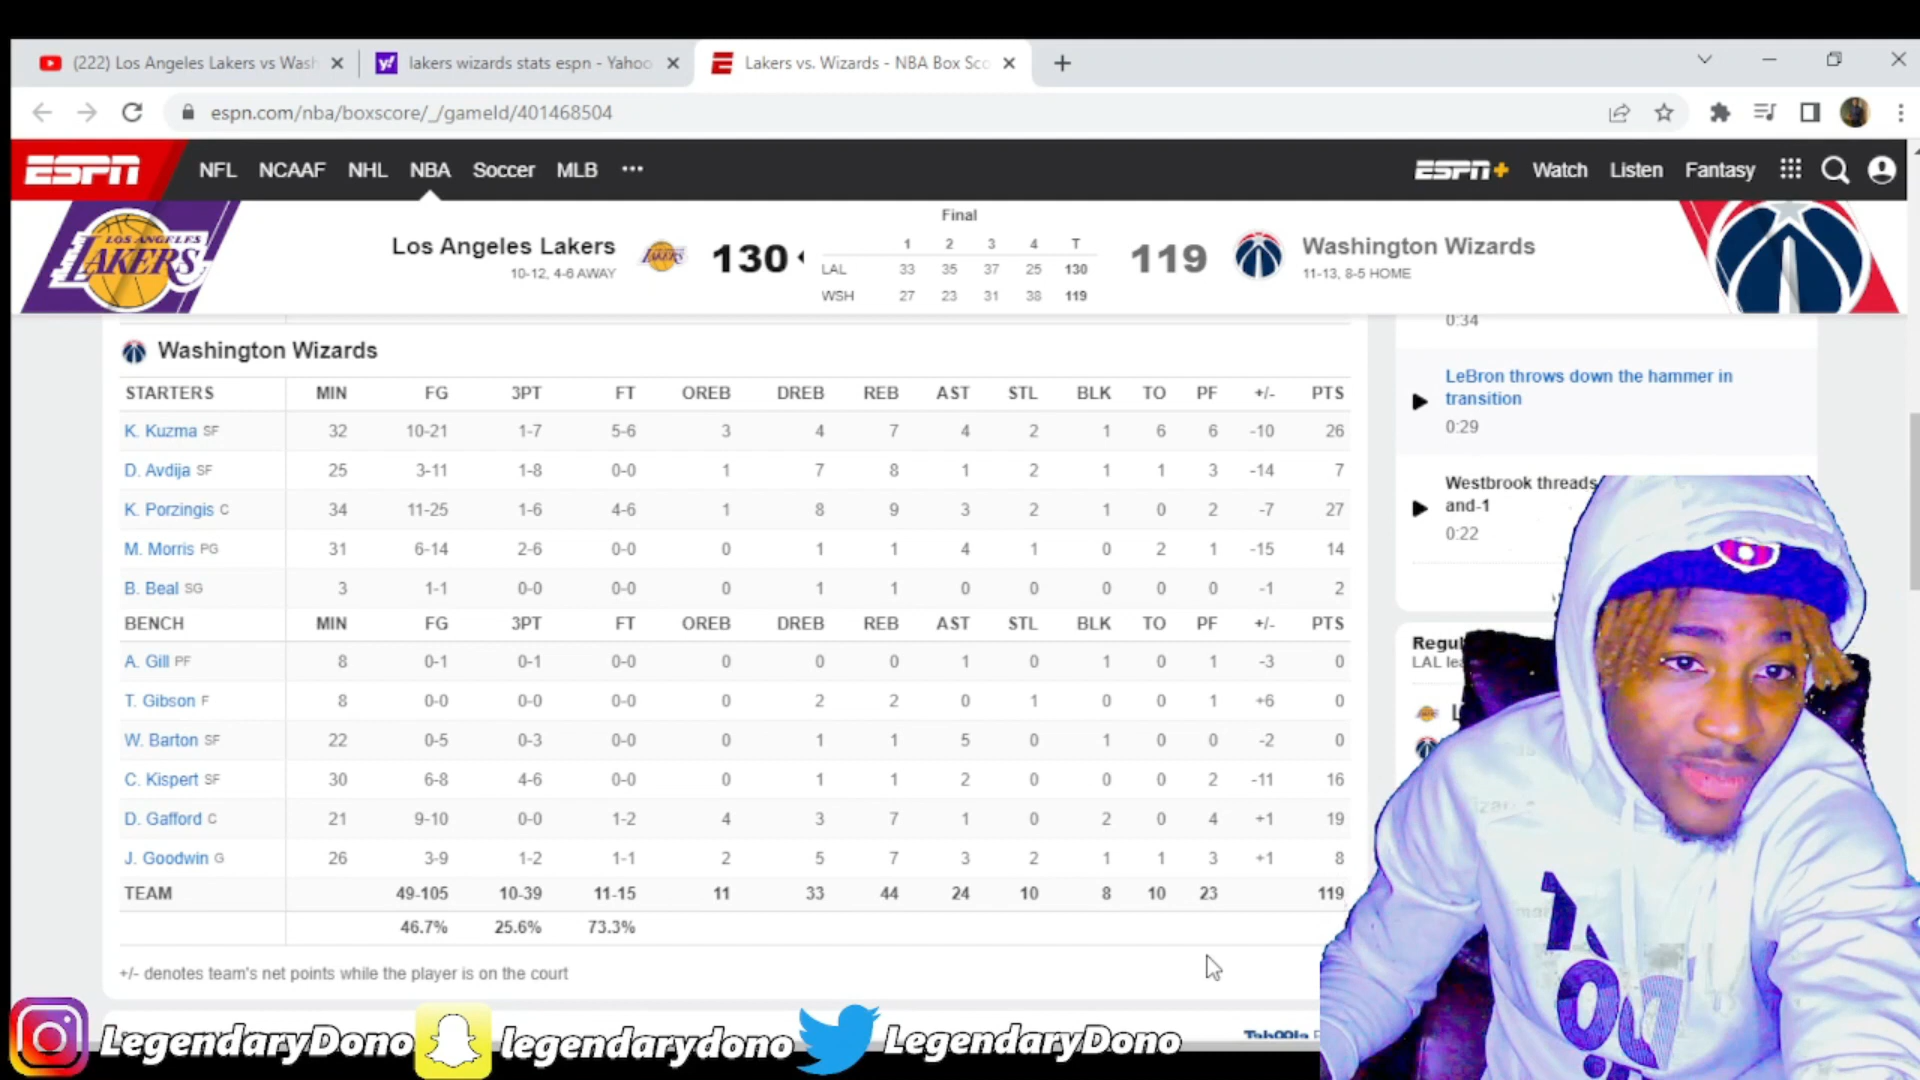 (222) Los Angeles Lakers vs Wash
lakers wizards stats espn - Yahoo
Lakers vs. Wizards - NBA Box Sco
espn.com/nba/boxscore/_/gameId/401468504
ESPN NFL NCAAF NHL NBA Soccer MLB ESPN+ Watch Listen Fantasy
LOS ANGELES
LAKERS
Final
Los Angeles Lakers
10-12, 4-6 AWAY
LAKERS
130
1 2 3 4 T
LAL 33 35 37 25 130
WSH 27 23 31 38 119
119
Washington Wizards
11-13, 8-5 HOME
Washington Wizards
STARTERS MIN FG 3PT FT OREB DREB REB AST STL BLK TO PF +/- PTS
K. Kuzma SF 32 10-21 1-7 5-6 3 4 7 4 2 1 6 6 -10 26
D. Avdija SF 25 3-11 1-8 0-0 1 7 8 1 2 1 1 3 -14 7
K. Porzingis C 34 11-25 1-6 4-6 1 8 9 3 2 1 0 2 -7 27
M. Morris PG 31 6-14 2-6 0-0 0 1 1 4 1 0 2 1 -15 14
B. Beal SG 3 1-1 0-0 0-0 0 1 1 0 0 0 0 0 -1 2
BENCH MIN FG 3PT FT OREB DREB REB AST STL BLK TO PF +/- PTS
A. Gill PF 8 0-1 0-1 0-0 0 0 0 1 0 1 0 1 -3 0
T. Gibson F 8 0-0 0-0 0-0 0 2 2 0 1 0 0 1 +6 0
W. Barton SF 22 0-5 0-3 0-0 0 1 1 5 0 1 0 0 -2 0
C. Kispert SF 30 6-8 4-6 0-0 0 1 1 2 0 0 0 2 -11 16
D. Gafford C 21 9-10 0-0 1-2 4 3 7 1 0 2 0 4 +1 19
J. Goodwin G 26 3-9 1-2 1-1 2 5 7 3 2 1 1 3 +1 8
TEAM 49-105 10-39 11-15 11 33 44 24 10 8 10 23 119
46.7% 25.6% 73.3%
+/- denotes team's net points while the player is on the court
0:34
LeBron throws down the hammer in
transition
0:29
Westbrook threads
and-1
0:22
LAL
LegendaryDono
legendarydono
LegendaryDono